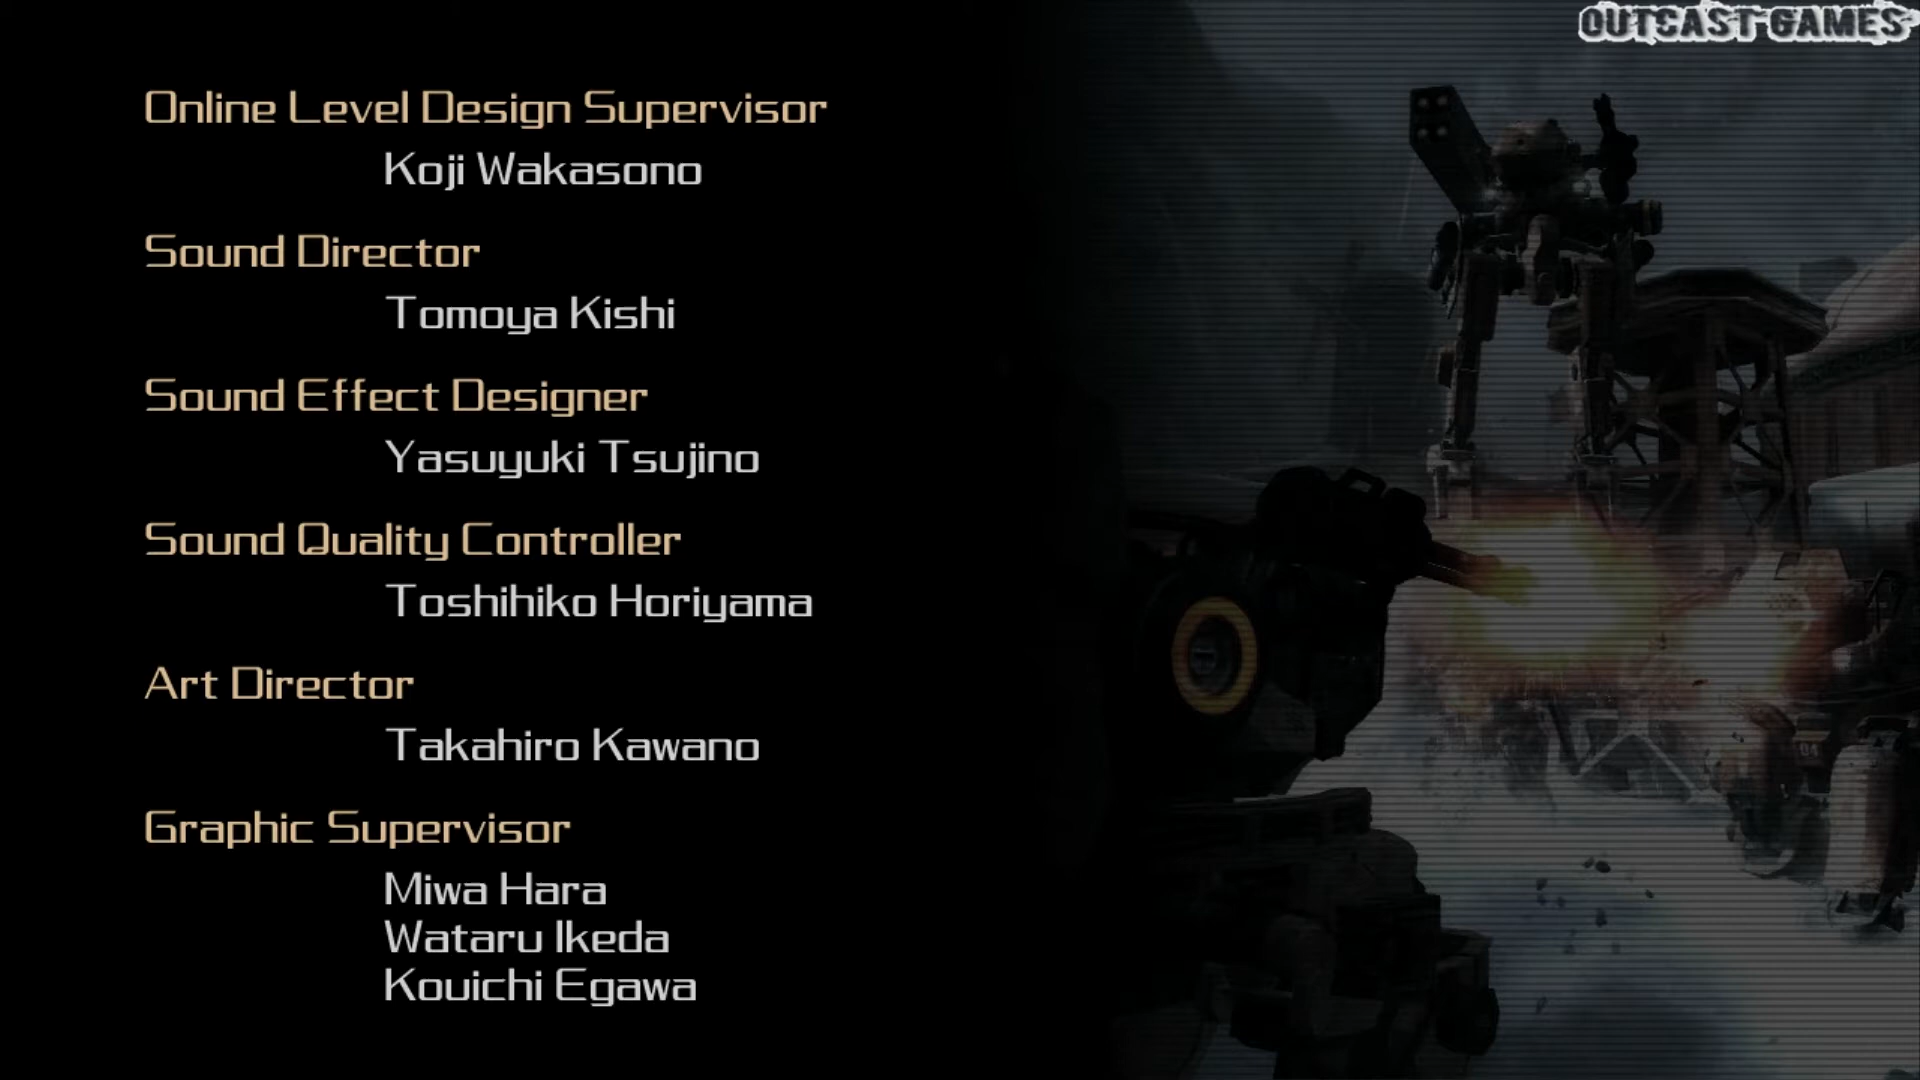 OUTCAST GAMES
Online Level Design Supervisor
Koji Wakasono
Sound Director
Tomoya Kishi
Sound Effect Designer
Yasuyuki Tsujino
Sound Quality Controller
Toshihiko Horiyama
Art Director
Takahiro Kawano
Graphic Supervisor
Miwa Hara
Wataru Ikeda
Kouichi Egawa
04